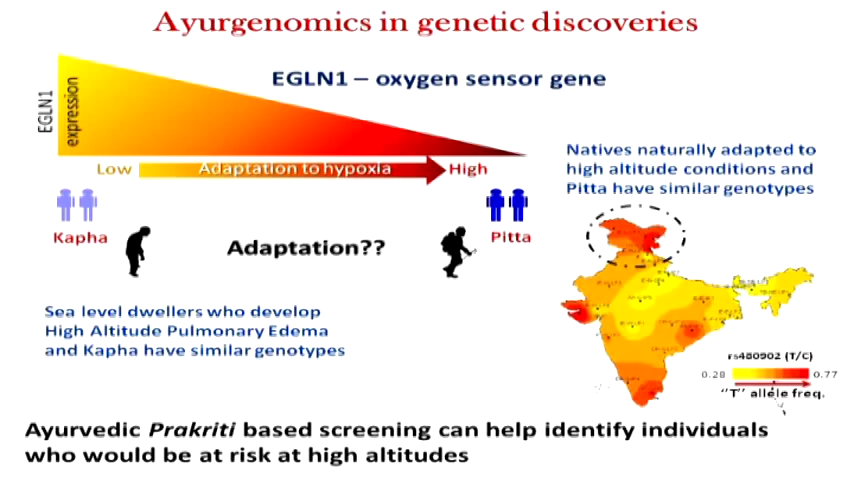 Ayurgenomics in genetic discoveries
EGLN1 – oxygen sensor gene
EGLN1
expression
Low
Adaptation to hypoxia
High
Natives naturally adapted to
high altitude conditions and
Pitta have similar genotypes
Kapha
Adaptation??
Pitta
Sea level dwellers who develop
High Altitude Pulmonary Edema
and Kapha have similar genotypes
rs480902 (T/C)
0.28
0.77
“T” allele freq.
Ayurvedic Prakriti based screening can help identify individuals
who would be at risk at high altitudes